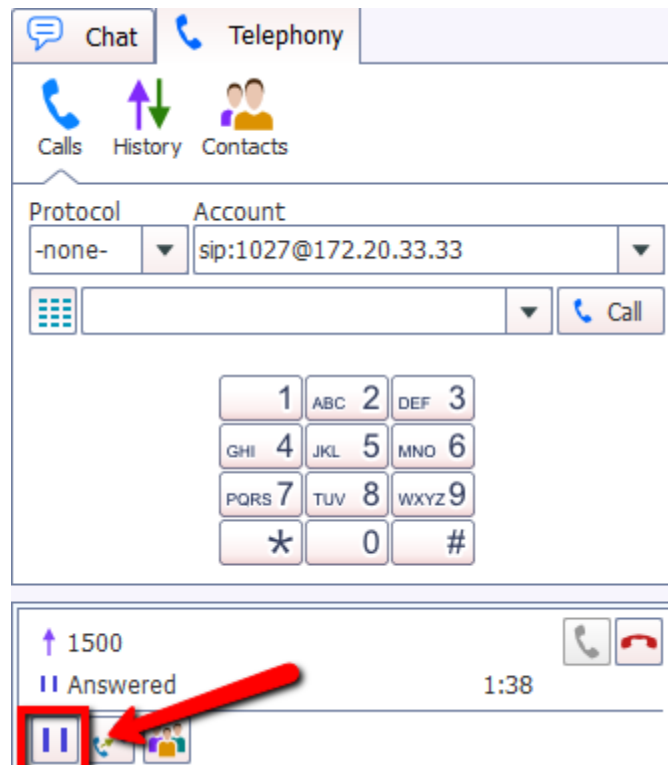 Chat Telephony
Calls History Contacts
Protocol Account
-none- sip:1027@172.20.33.33
Call
1 ABC 2 DEF 3
GHI 4 JKL 5 MNO 6
PQRS 7 TUV 8 WXYZ 9
* 0 #
1500
Answered 1:38